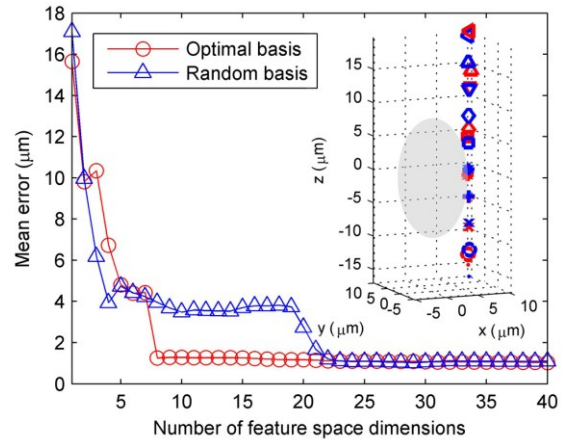 18
16
14
12
10
8
6
4
2
0
Mean error (μm)
5 10 15 20 25 30 35 40
Number of feature space dimensions
Optimal basis
Random basis
15
10
5
0
-5
-10
-15
z (μm)
5 0 -5
y (μm)
-5 0 5 10
x (μm)